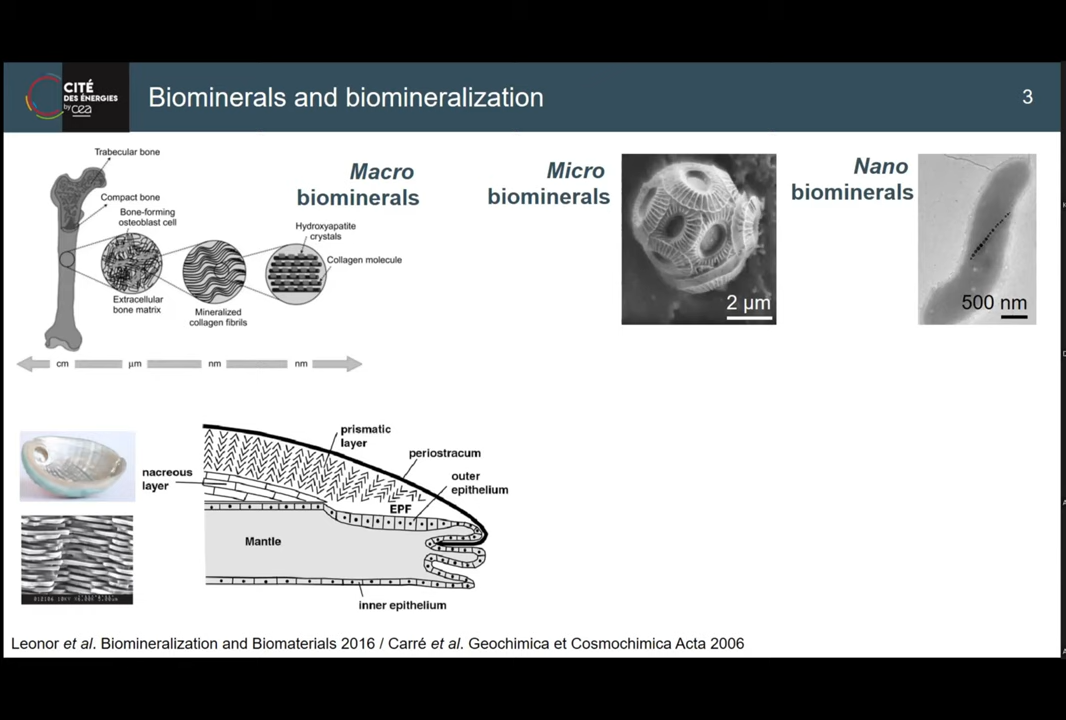 CITÉ
DES ÉNERGIES
by cea
Biominerals and biomineralization
3
Trabecular bone
Compact bone
Bone-forming
osteoblast cell
Hydroxyapatite
crystals
Collagen molecule
Extracellular
bone matrix
Mineralized
collagen fibrils
cm
µm
nm
nm
Macro
biominerals
Micro
biominerals
2 µm
Nano
biominerals
500 nm
prismatic
layer
periostracum
nacreous
layer
outer
epithelium
EPF
Mantle
inner epithelium
Leonor et al. Biomineralization and Biomaterials 2016 / Carré et al. Geochimica et Cosmochimica Acta 2006